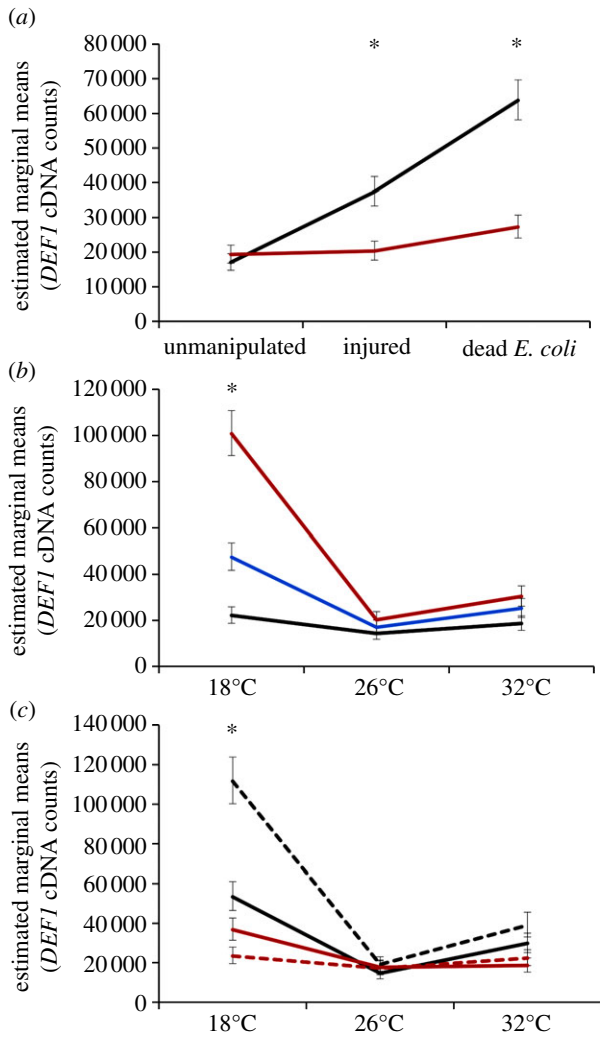 (a)
estimated marginal means
(DEF1 cDNA counts)
80 000
70 000
60 000
50 000
40 000
30 000
20 000
10 000
0
* *
unmanipulated injured dead E. coli
(b)
estimated marginal means
(DEF1 cDNA counts)
120 000
100 000
80 000
60 000
40 000
20 000
0
*
18°C 26°C 32°C
(c)
estimated marginal means
(DEF1 cDNA counts)
140 000
120 000
100 000
80 000
60 000
40 000
20 000
0
*
18°C 26°C 32°C